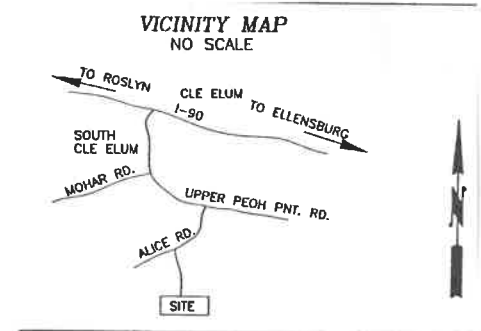 VICINITY MAP
NO SCALE
TO ROSLYN
CLE ELUM
I-90
TO ELLENSBURG
SOUTH
CLE ELUM
MOHAR RD.
UPPER PEOH PNT. RD.
ALICE RD.
N
SITE